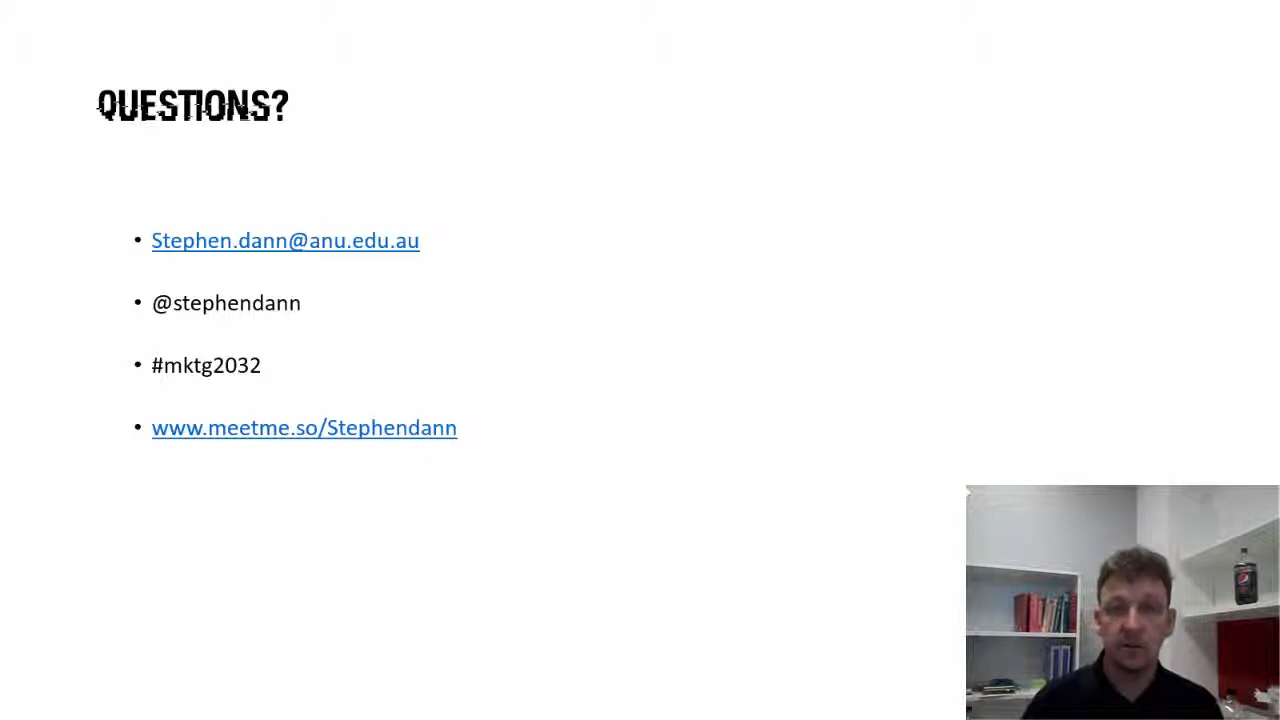 QUESTIONS?
• Stephen.dann@anu.edu.au
• @stephendann
• #mktg2032
• www.meetme.so/Stephendann